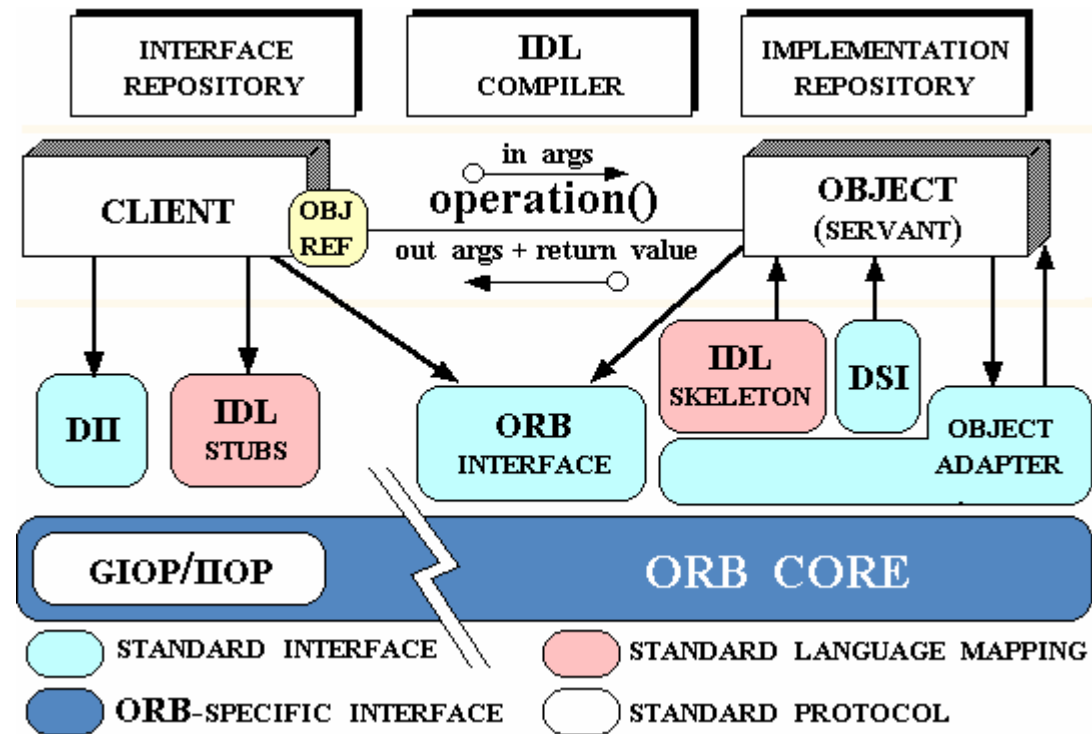 INTERFACE
REPOSITORY
IDL
COMPILER
IMPLEMENTATION
REPOSITORY
CLIENT
OBJ
REF
in args
operation()
out args + return value
OBJECT
(SERVANT)
DII
IDL
STUBS
ORB
INTERFACE
IDL
SKELETON
DSI
OBJECT
ADAPTER
GIOP/IIOP
ORB CORE
STANDARD INTERFACE
STANDARD LANGUAGE MAPPING
ORB-SPECIFIC INTERFACE
STANDARD PROTOCOL